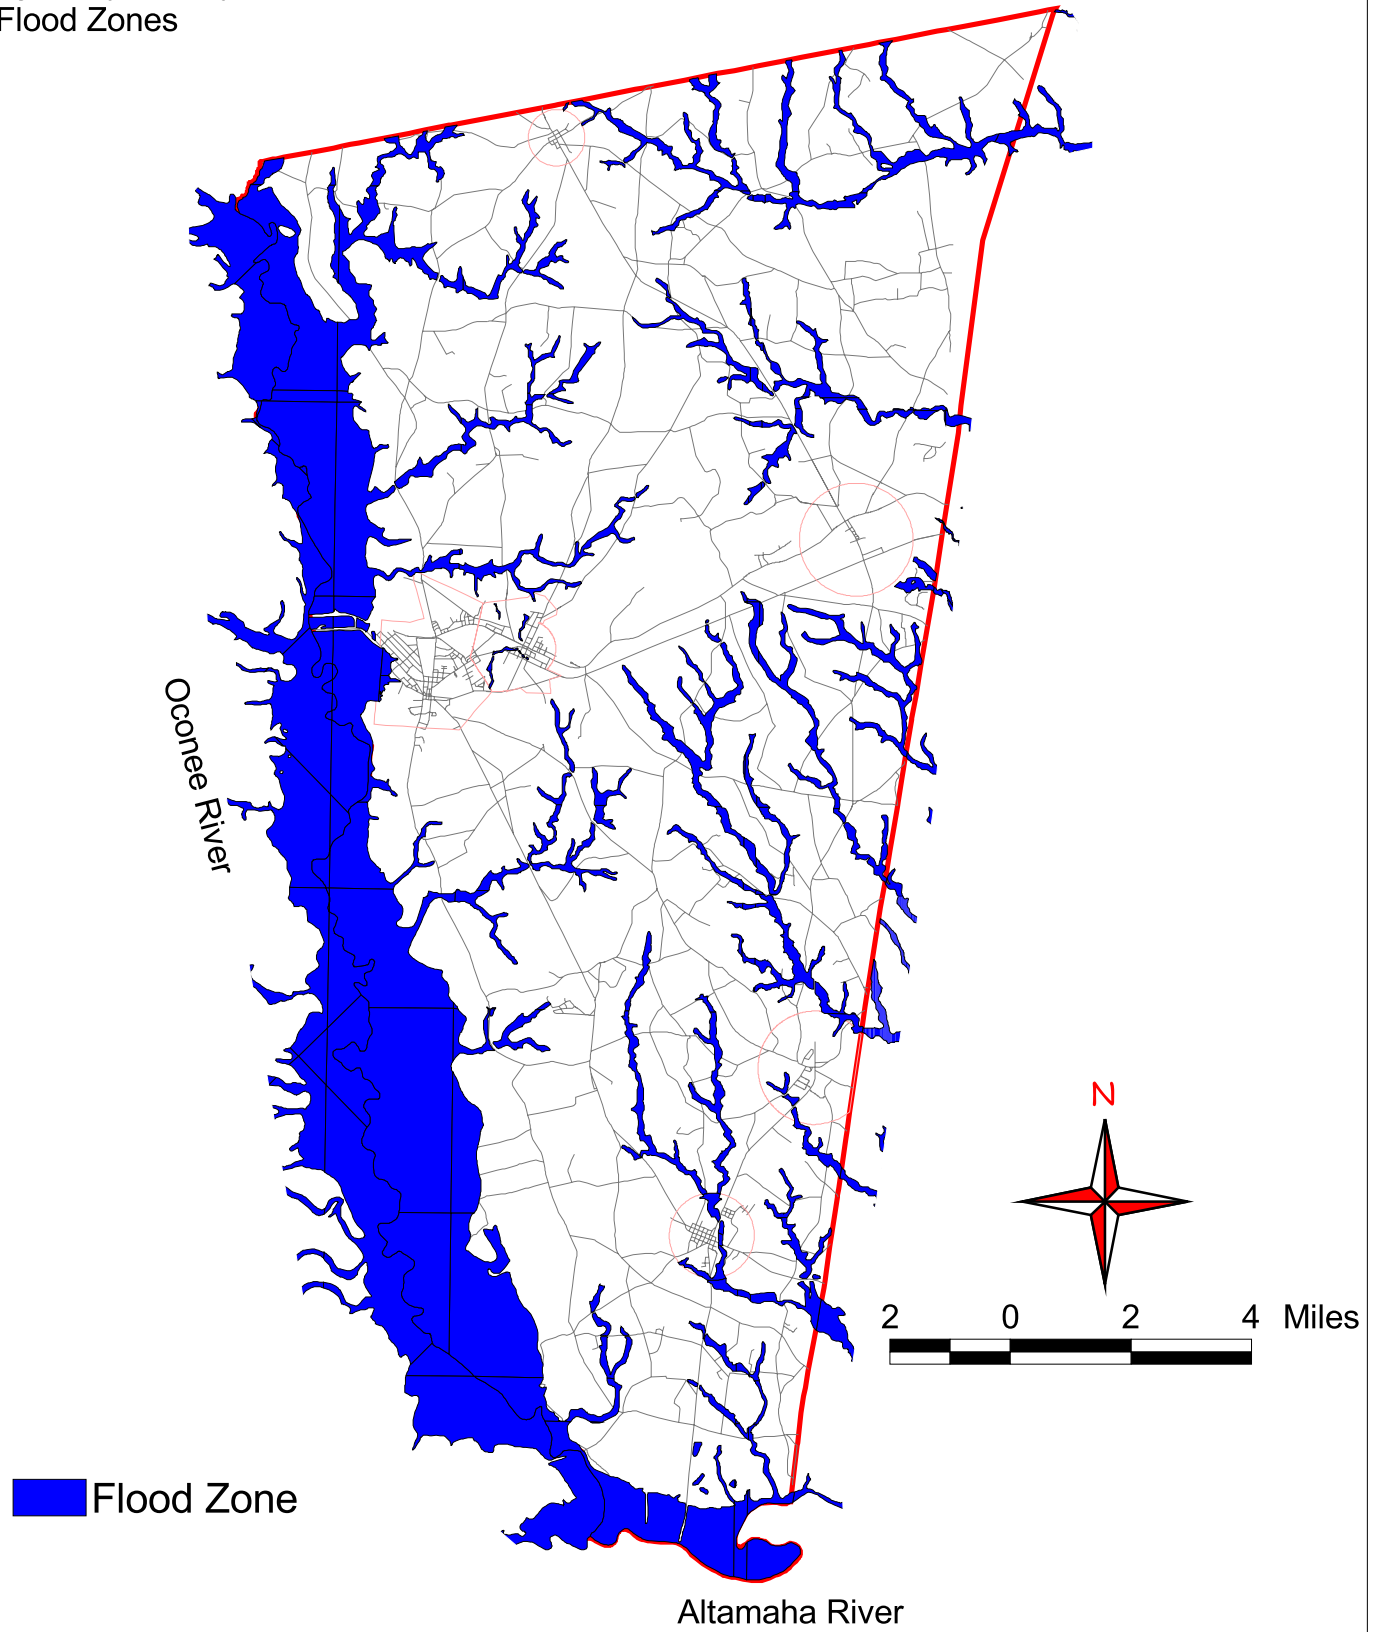 Flood Zones
Oconee River
N
2 0 2 4 Miles
Flood Zone
Altamaha River